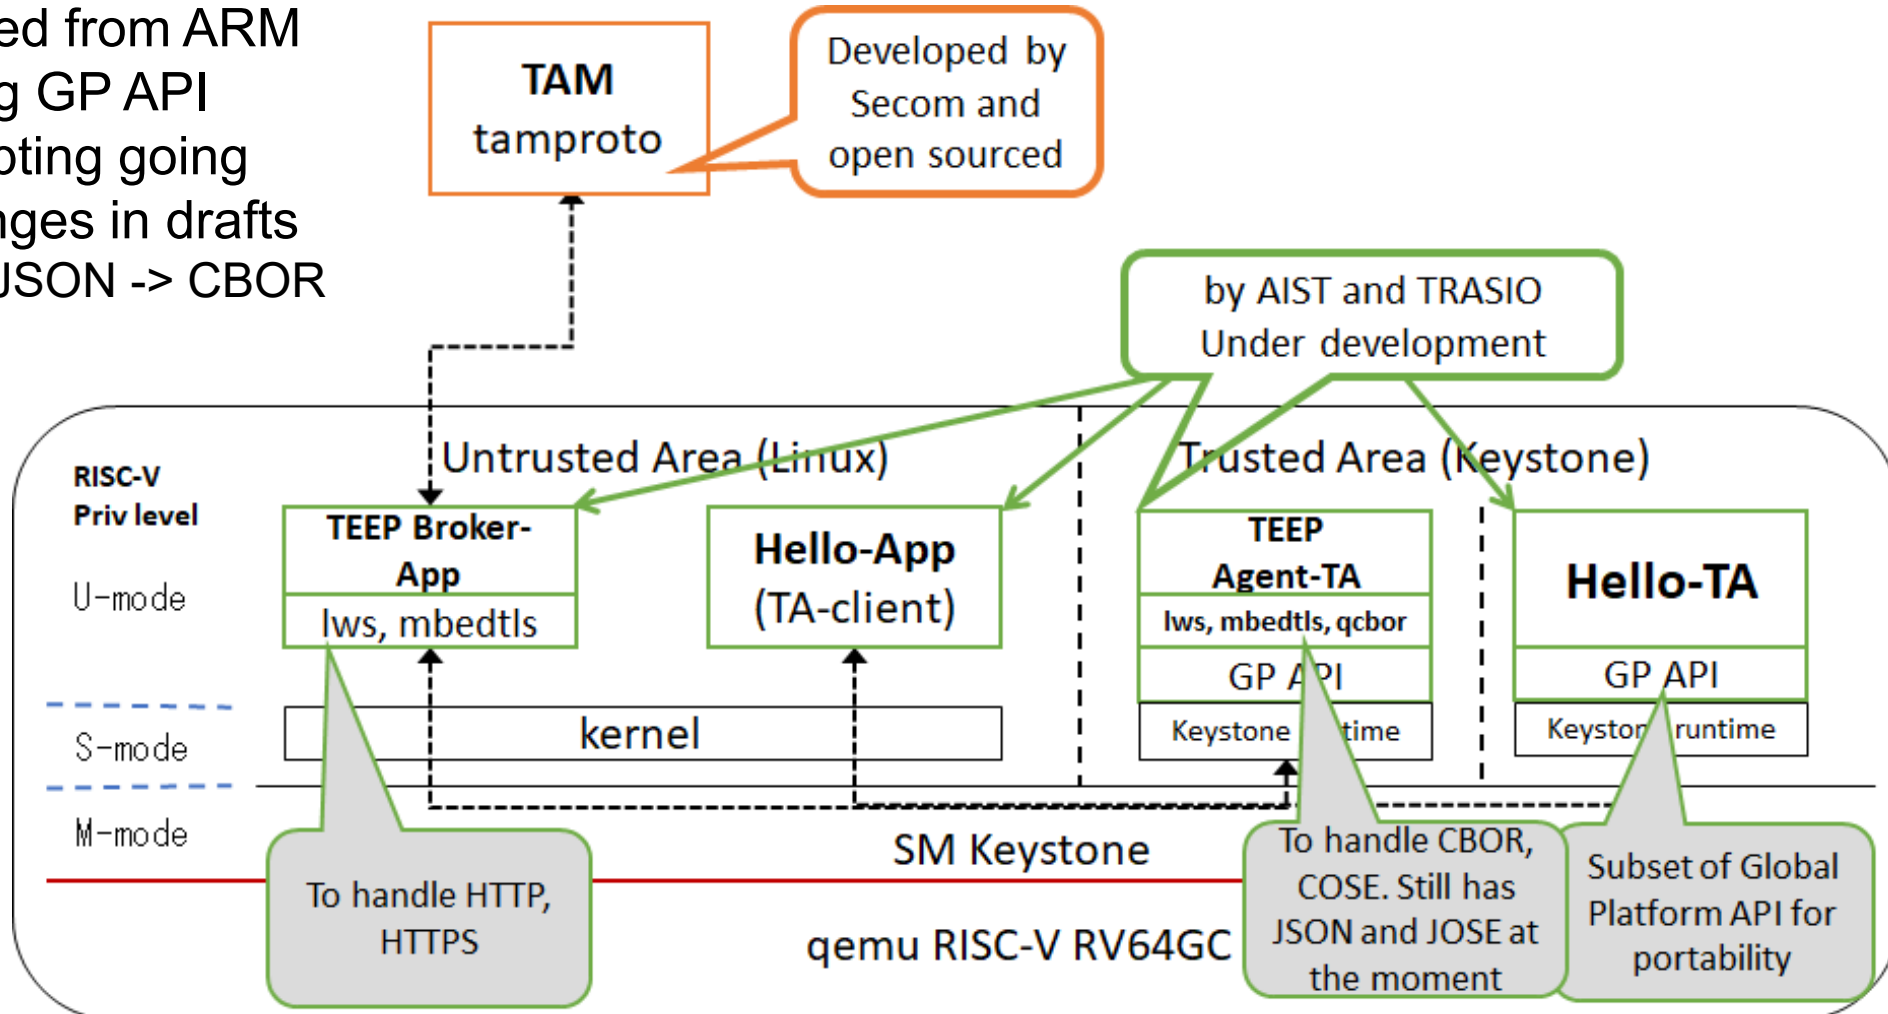 ed from ARM
g GP API
pting going
nges in drafts
JSON -> CBOR
TAM
tamproto
Developed by
Secom and
open sourced
by AIST and TRASIO
Under development
Untrusted Area (Linux)
Trusted Area (Keystone)
RISC-V
Priv level
U-mode
S-mode
M-mode
TEEP Broker-
App
lws, mbedtls
Hello-App
(TA-client)
TEEP
Agent-TA
lws, mbedtls, qcbor
GP API
Hello-TA
GP API
kernel
Keystone time
Keyston runtime
SM Keystone
qemu RISC-V RV64GC
To handle HTTP,
HTTPS
To handle CBOR,
COSE. Still has
JSON and JOSE at
the moment
Subset of Global
Platform API for
portability